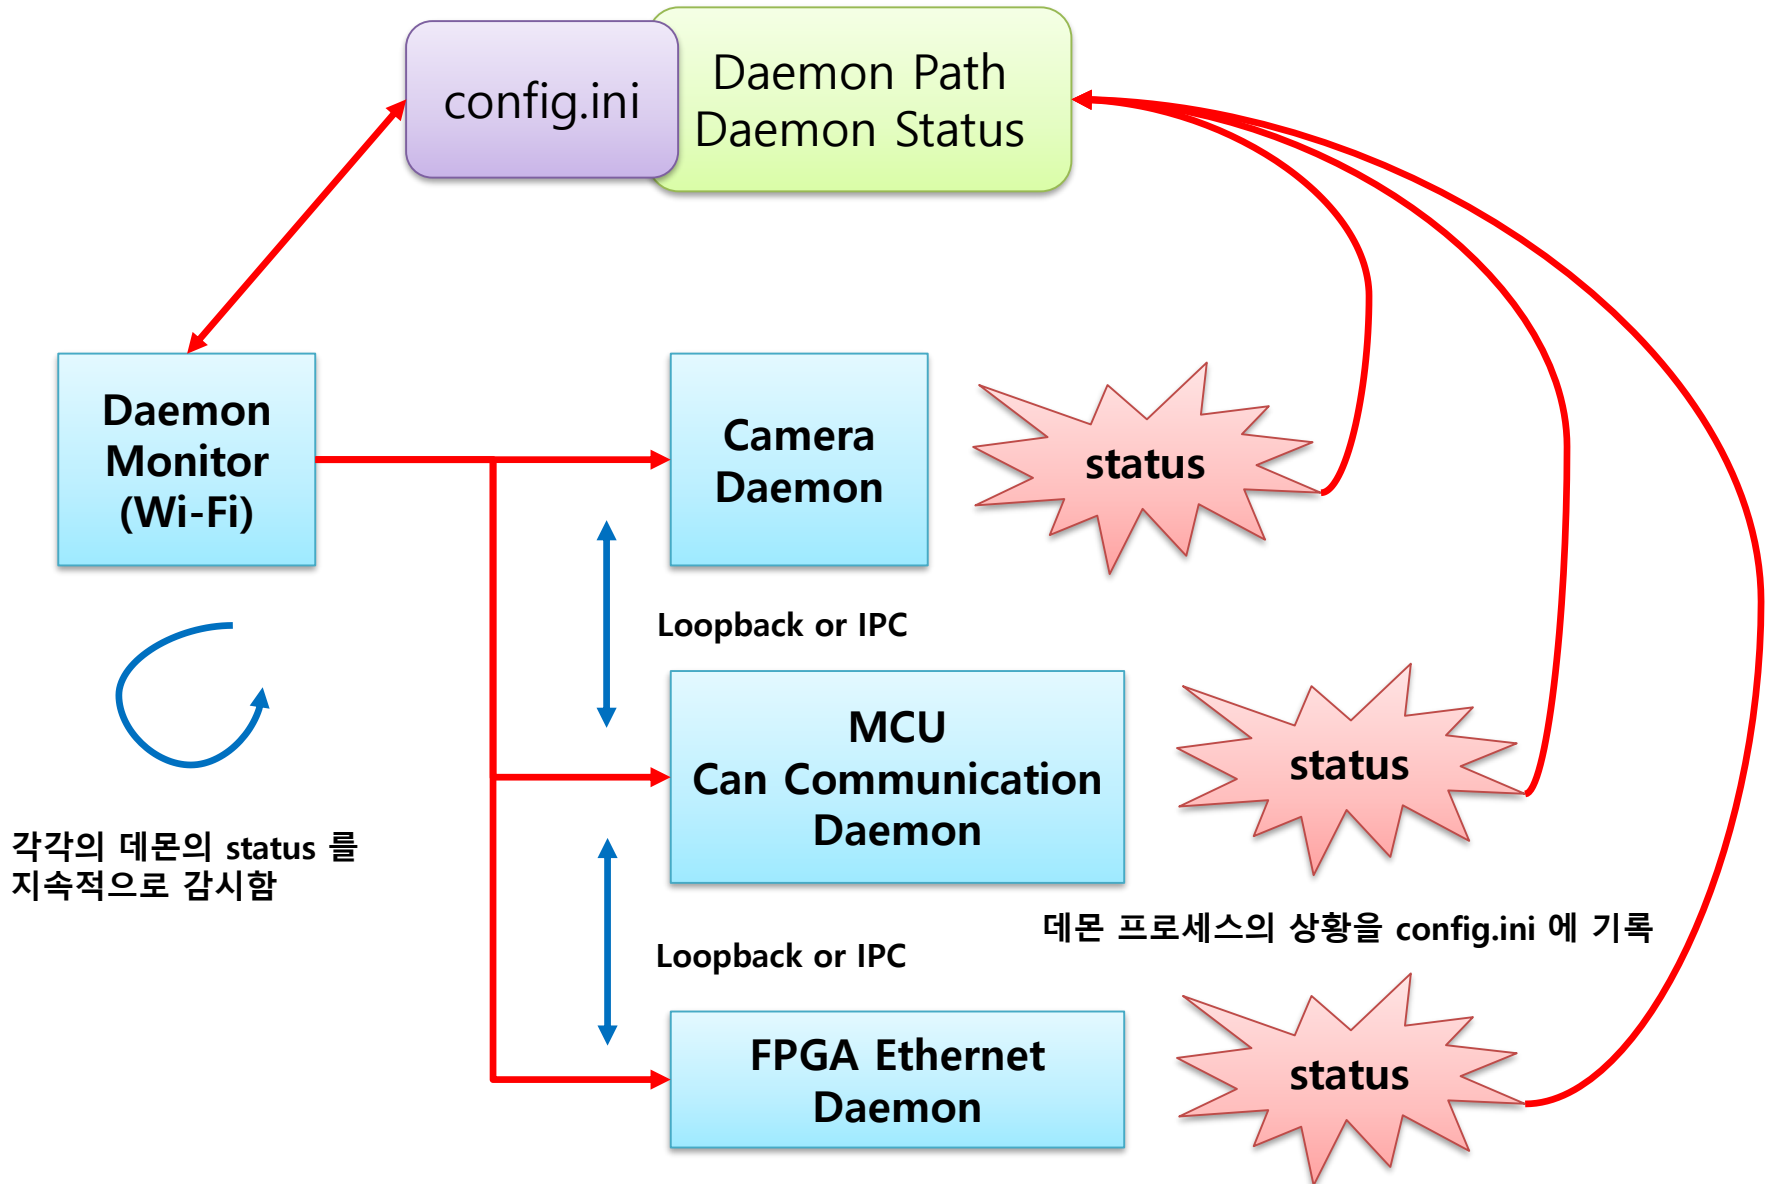 config.ini
Daemon Path
Daemon Status
Daemon
Monitor
(Wi-Fi)
Camera
Daemon
status
Loopback or IPC
MCU
Can Communication
Daemon
status
각각의 데몬의 status 를
지속적으로 감시함
데몬 프로세스의 상황을 config.ini 에 기록
Loopback or IPC
FPGA Ethernet
Daemon
status